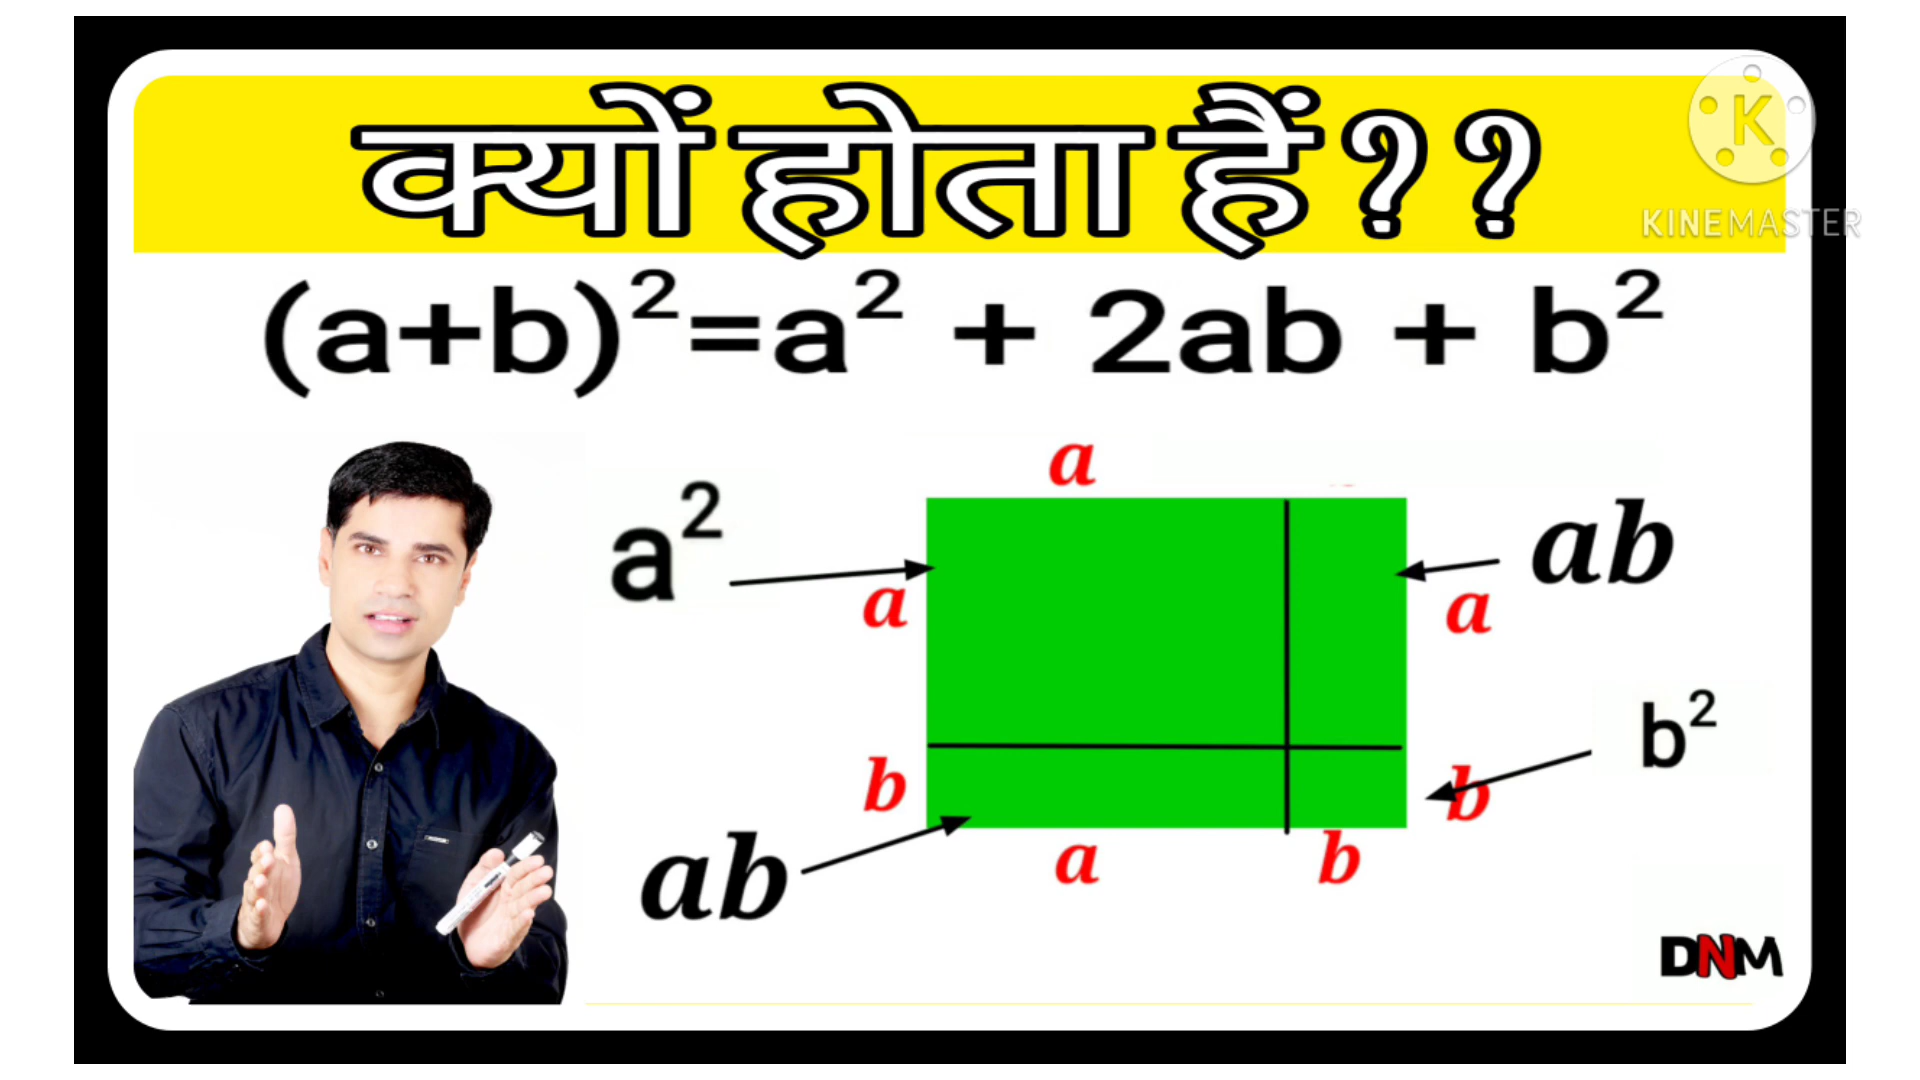 क्यों होता हैं??
K
KINEMASTER
(a+b)²=a² + 2ab + b²
a
a²
ab
a
a
b²
b
b
ab
a
b
DNM